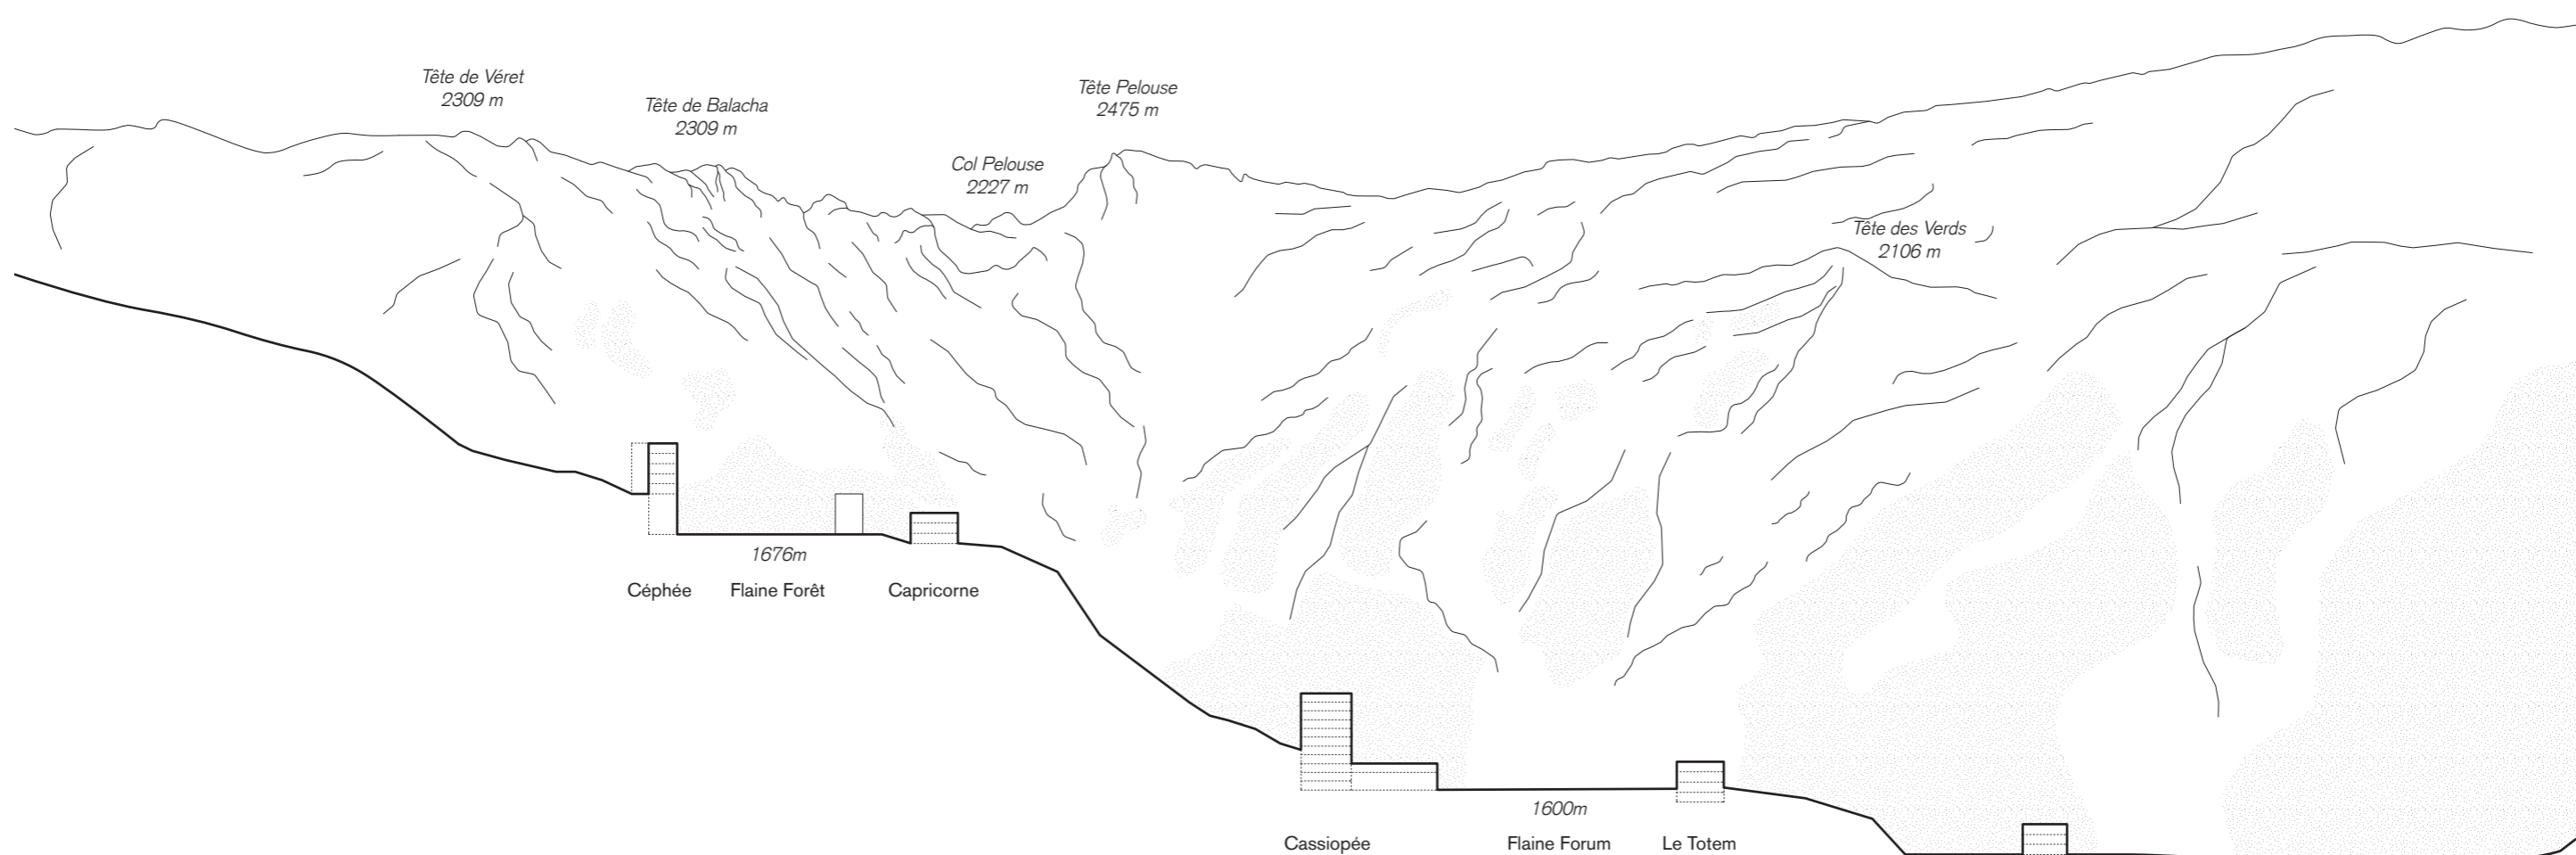 Tête de Véret
2309 m
Tête de Balacha
2309 m
Col Pelouse
2227 m
Tête Pelouse
2475 m
Tête des Verds
2106 m
1676m
Céphée
Flaine Forêt
Capricorne
1600m
Cassiopée
Flaine Forum
Le Totem